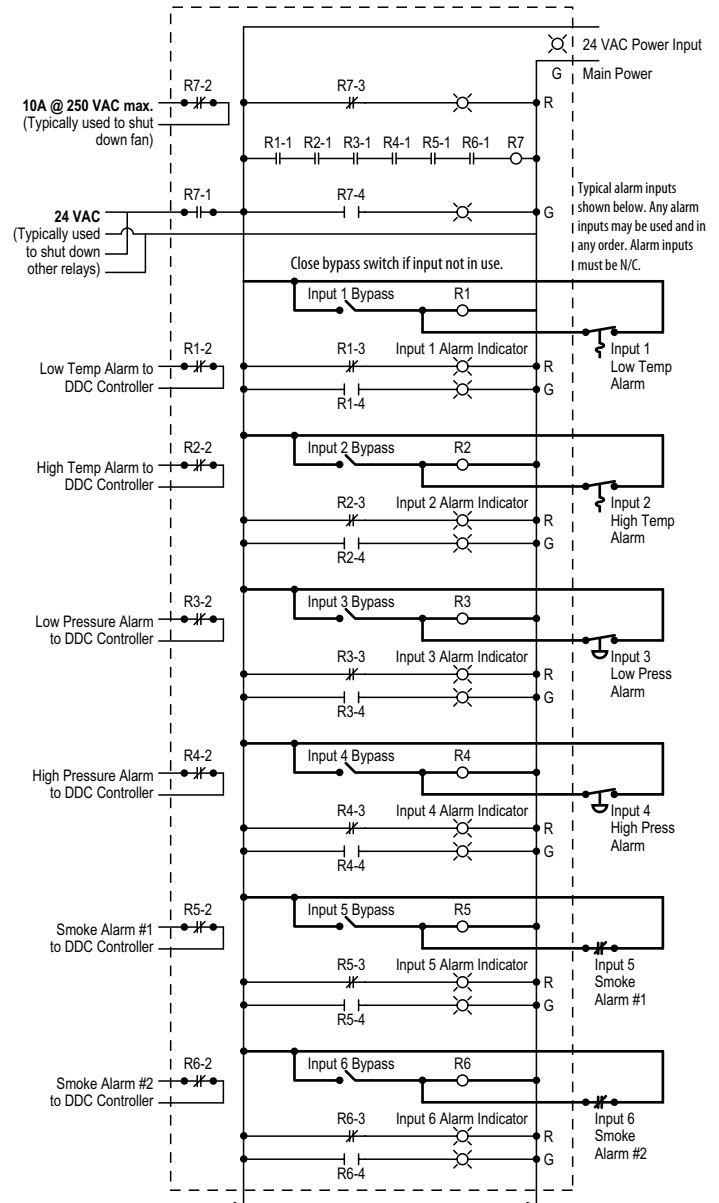 24 VAC Power Input
G Main Power
R7-2
R7-3
10A @ 250 VAC max.
(Typically used to shut
down fan)
R
R1-1 R2-1 R3-1 R4-1 R5-1 R6-1 R7
R7-1
R7-4
24 VAC
(Typically used
to shut down
other relays)
G
Typical alarm inputs
shown below. Any alarm
inputs may be used and in
any order. Alarm inputs
must be N/C.
Close bypass switch if input not in use.
Input 1 Bypass
R1
Input 1
Low Temp
Alarm
R1-2
R1-3
Input 1 Alarm Indicator
R
Low Temp Alarm to
DDC Controller
G
R1-4
Input 2 Bypass
R2
Input 2
High Temp
Alarm
R2-2
R2-3
Input 2 Alarm Indicator
R
High Temp Alarm to
DDC Controller
G
R2-4
Input 3 Bypass
R3
Input 3
Low Press
Alarm
R3-2
R3-3
Input 3 Alarm Indicator
R
Low Pressure Alarm
to DDC Controller
G
R3-4
Input 4 Bypass
R4
Input 4
High Press
Alarm
R4-2
R4-3
Input 4 Alarm Indicator
R
High Pressure Alarm
to DDC Controller
G
R4-4
Input 5 Bypass
R5
Input 5
Smoke
Alarm #1
R5-2
R5-3
Input 5 Alarm Indicator
R
Smoke Alarm #1
to DDC Controller
G
R5-4
Input 6 Bypass
R6
Input 6
Smoke
Alarm #2
R6-2
R6-3
Input 6 Alarm Indicator
R
Smoke Alarm #2
to DDC Controller
G
R6-4